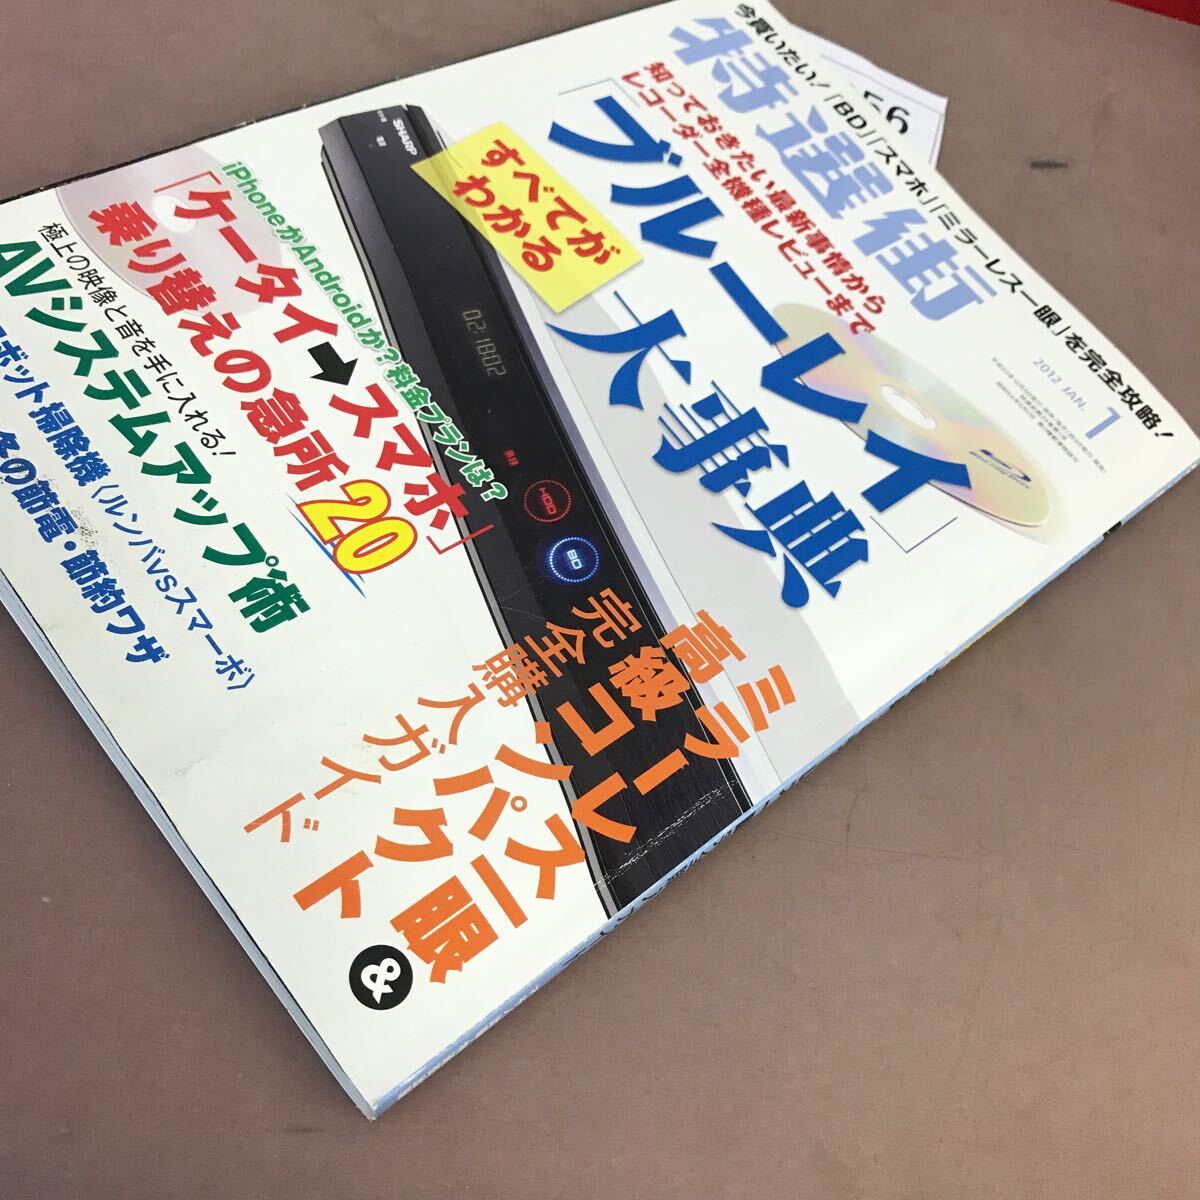 今買いたい!「BD」「スマホ」「ミラーレス一眼」を完全攻略!
特選街
2012 JAN.
1
知っておきたい最新事情から
レコーダー全機種レビューまで
「ブルーレイ」
大事典
すべてが
わかる
SHARP
02:1802
HDD
BD
iPhoneかAndroidか?料金プランは?
「ケータイ➡スマホ」
乗り替えの急所20
極上の映像と音を手に入れる!
AVシステムアップ術
ボット掃除機〈ルンバVSスマーボ〉
冬の節電・節約ワザ
ミラーレス一眼&
高級コンパクト
完全購入ガイド